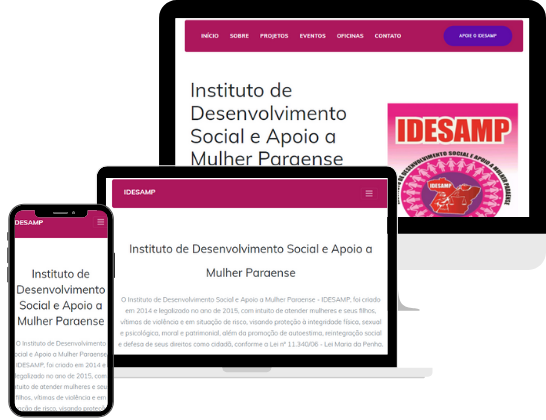 INÍCIO SOBRE PROJETOS EVENTOS OFICINAS CONTATO APOIE O IDESAMP
Instituto de
Desenvolvimento
Social e Apoio a
Mulher Paraense
IDESAMP
DE DESENVOLVIMENTO SOCIAL E APOIO A MULHER PARAENSE
IDESAMP
IDESAMP
Instituto de Desenvolvimento Social e Apoio a
Mulher Paraense
O Instituto de Desenvolvimento Social e Apoio a Mulher Paraense - IDESAMP, foi criado
em 2014 e legalizado no ano de 2015, com intuito de atender mulheres e seus filhos,
vítimas de violência e em situação de risco, visando proteção à integridade física, sexual
e psicológica, moral e patrimonial, além da promoção de autoestima, reintegração social
e defesa de seus direitos como cidadã, conforme a Lei nº 11.340/06 - Lei Maria da Penha.
DESAMP
Instituto de
Desenvolvimento
Social e Apoio a
Mulher Paraense
O Instituto de Desenvolvimento
Social e Apoio a Mulher Paraense
IDESAMP, foi criado em 2014 e
legalizado no ano de 2015, com
intuito de atender mulheres e seus
filhos, vítimas de violência e em
situação de risco, visando proteção